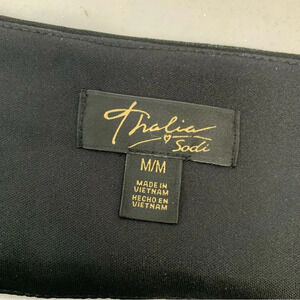 Thalia
Sodi
M/M
MADE IN
VIETNAM
HECHO EN
VIETNAM